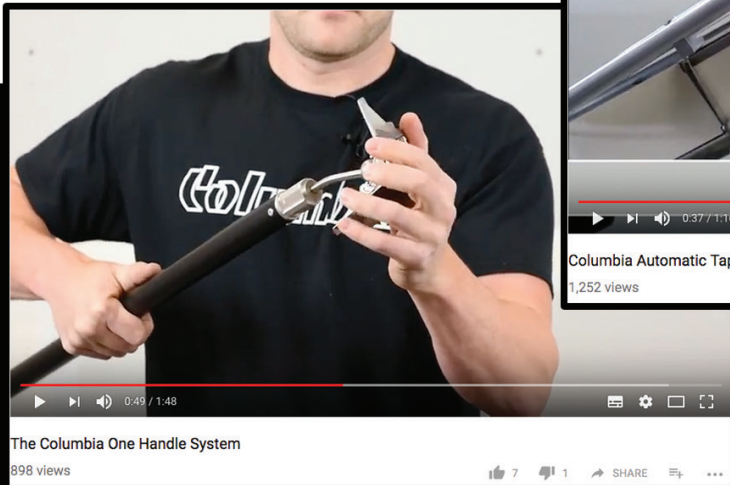 Columbia
0:49 / 1:48
The Columbia One Handle System
898 views
7
1
SHARE
0:37 / 1:1
Columbia Automatic Tap
1,252 views